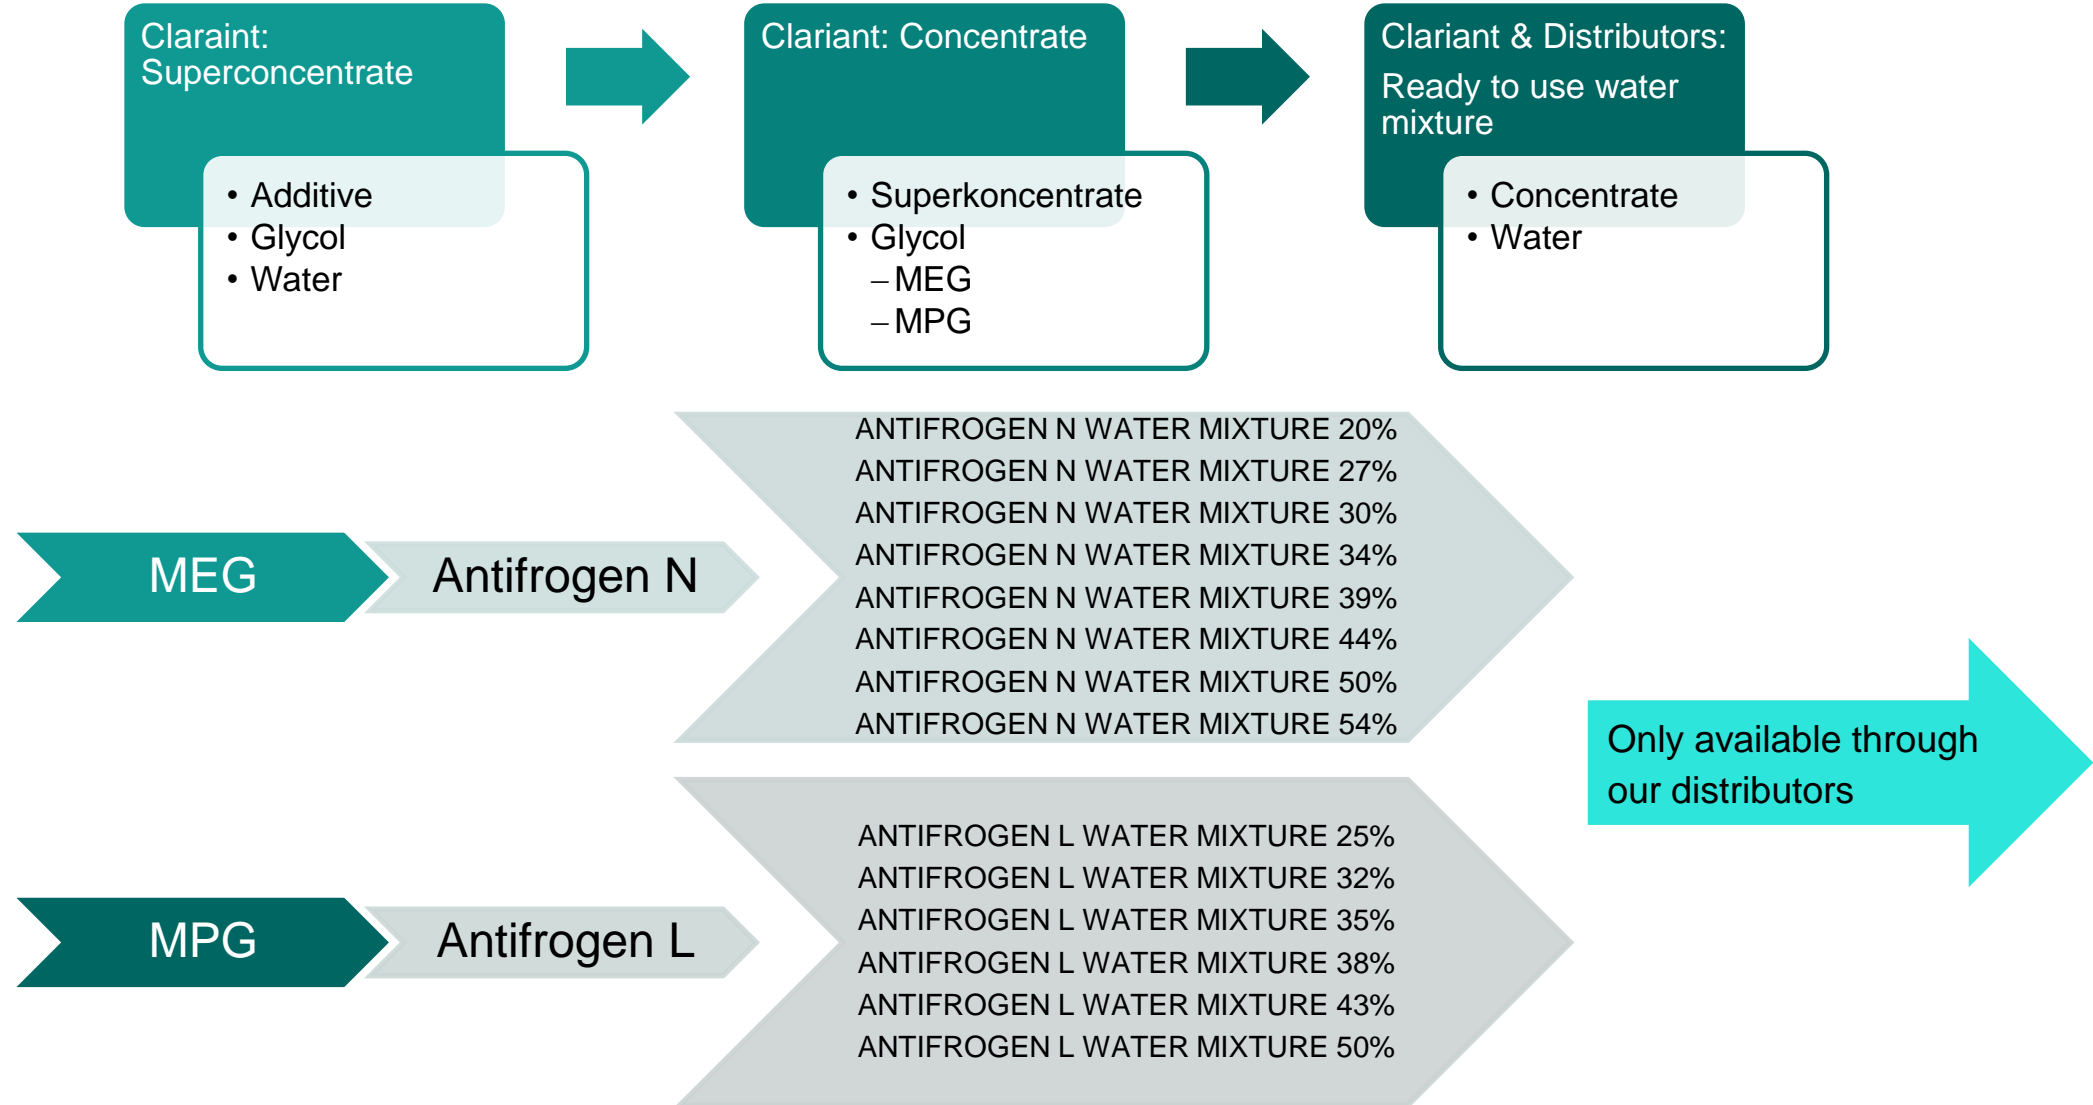 Claraint:
Superconcentrate
• Additive
• Glycol
• Water
Clariant: Concentrate
• Superkoncentrate
• Glycol
– MEG
– MPG
Clariant & Distributors:
Ready to use water
mixture
• Concentrate
• Water
MEG
Antifrogen N
ANTIFROGEN N WATER MIXTURE 20%
ANTIFROGEN N WATER MIXTURE 27%
ANTIFROGEN N WATER MIXTURE 30%
ANTIFROGEN N WATER MIXTURE 34%
ANTIFROGEN N WATER MIXTURE 39%
ANTIFROGEN N WATER MIXTURE 44%
ANTIFROGEN N WATER MIXTURE 50%
ANTIFROGEN N WATER MIXTURE 54%
MPG
Antifrogen L
ANTIFROGEN L WATER MIXTURE 25%
ANTIFROGEN L WATER MIXTURE 32%
ANTIFROGEN L WATER MIXTURE 35%
ANTIFROGEN L WATER MIXTURE 38%
ANTIFROGEN L WATER MIXTURE 43%
ANTIFROGEN L WATER MIXTURE 50%
Only available through
our distributors